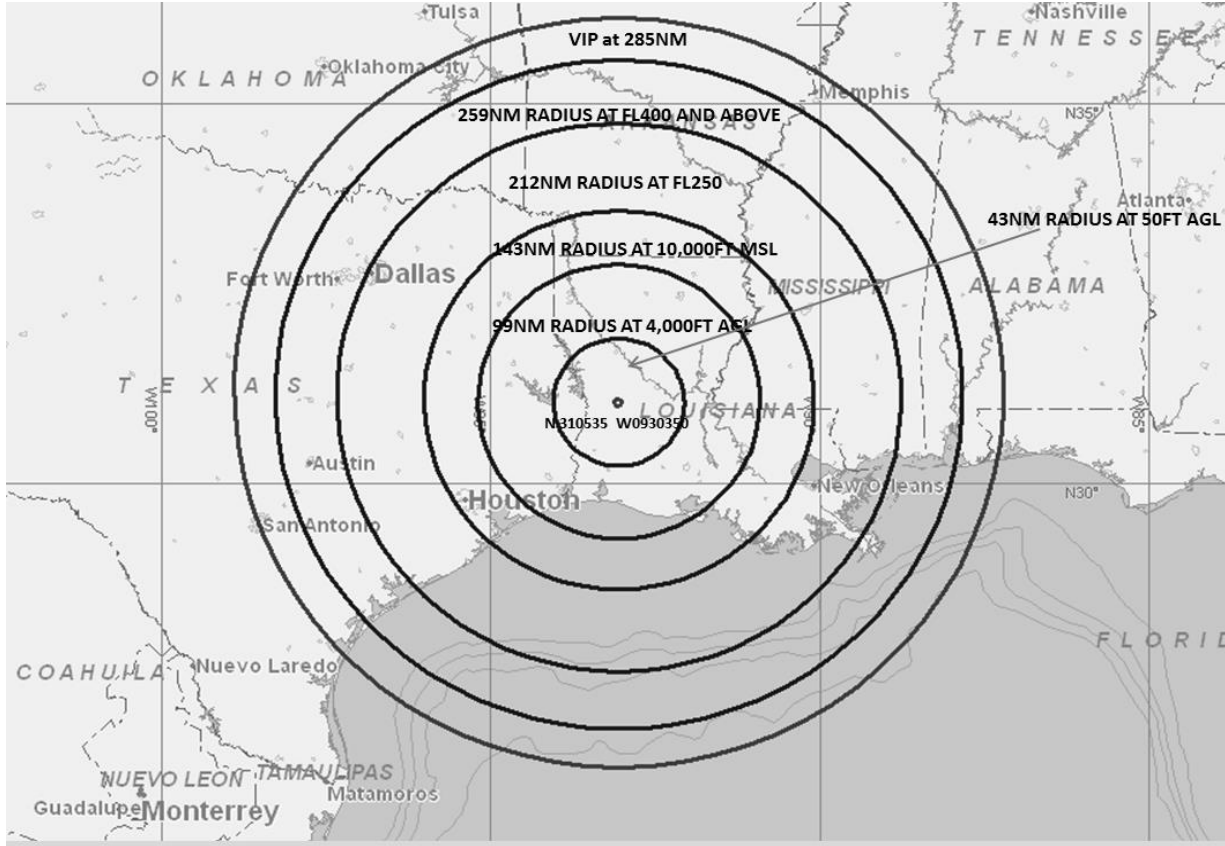 Tulsa
Nashville
VIP at 285NM
TENNESSEE
OKLAHOMA
Oklahoma City
Memphis
259NM RADIUS AT FL400 AND ABOVE
N35°
ARKANSAS
212NM RADIUS AT FL250
Atlanta
43NM RADIUS AT 50FT AGL
143NM RADIUS AT 10,000FT MSL
Fort Worth
Dallas
MISSISSIPPI
ALABAMA
99NM RADIUS AT 4,000FT AGL
TEXAS
W100°
W95°
LOUISIANA
W90°
W85°
N310535 W0930350
Austin
N30°
New Orleans
Houston
San Antonio
FLORID
COAHUILA
Nuevo Laredo
NUEVO LEON
TAMAULIPAS
Matamoros
Guadalupe
Monterrey